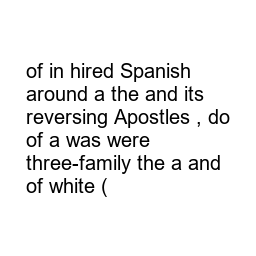 of in hired Spanish
around a the and its
reversing Apostles , do
of a was were
three-family the a and
of white (